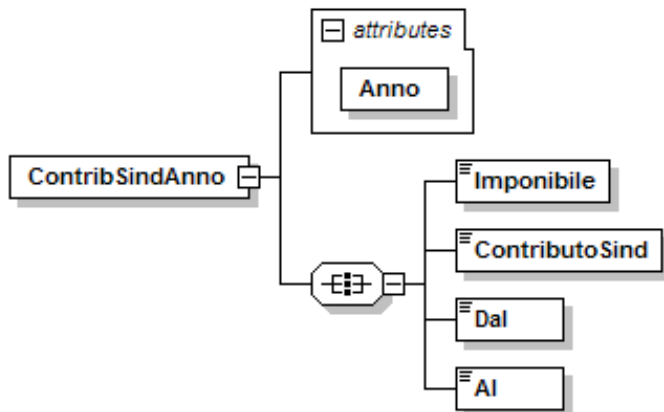 attributes
Anno
ContribSindAnno
Imponibile
ContributoSind
Dal
Al